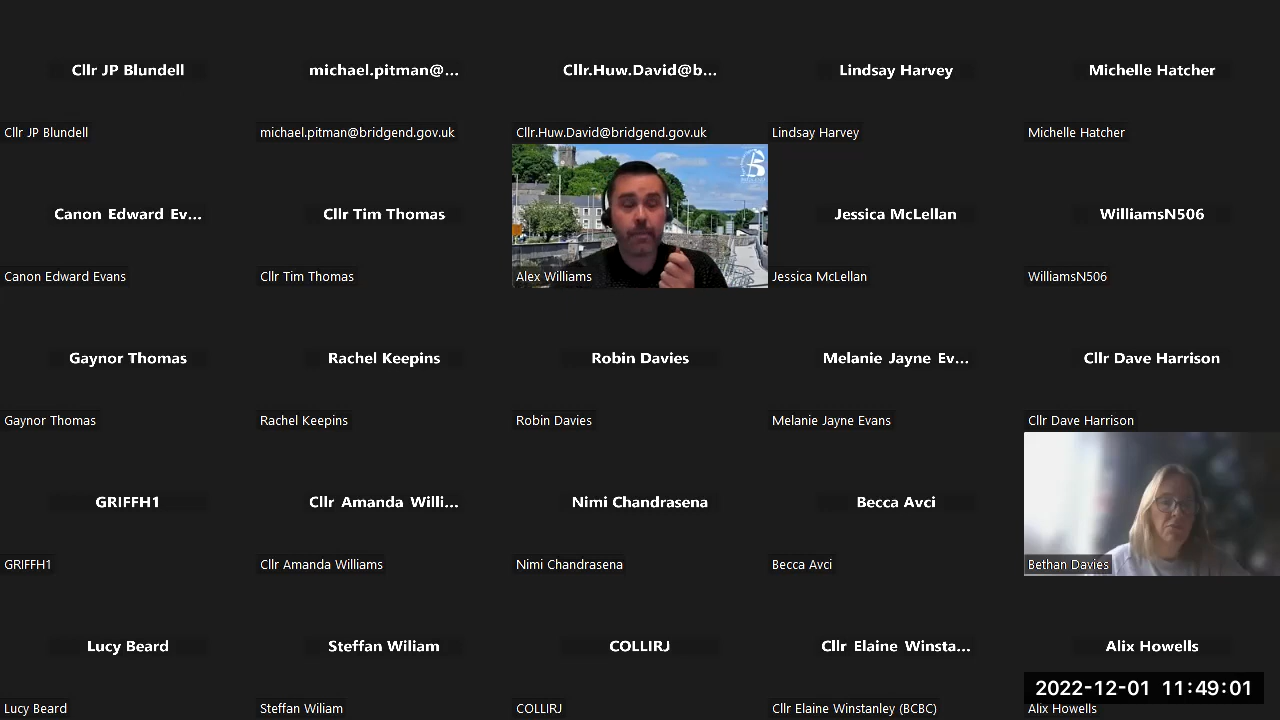 Cllr JP Blundell
michael.pitman@...
Cllr.Huw.David@b...
Lindsay Harvey
Michelle Hatcher
Cllr JP Blundell
michael.pitman@bridgend.gov.uk
Cllr.Huw.David@bridgend.gov.uk
Lindsay Harvey
Michelle Hatcher
Canon Edward Ev...
Cllr Tim Thomas
Jessica McLellan
WilliamsN506
Canon Edward Evans
Cllr Tim Thomas
Alex Williams
Jessica McLellan
WilliamsN506
Gaynor Thomas
Rachel Keepins
Robin Davies
Melanie Jayne Ev...
Cllr Dave Harrison
Gaynor Thomas
Rachel Keepins
Robin Davies
Melanie Jayne Evans
Cllr Dave Harrison
GRIFFH1
Cllr Amanda Willi...
Nimi Chandrasena
Becca Avci
GRIFFH1
Cllr Amanda Williams
Nimi Chandrasena
Becca Avci
Bethan Davies
Lucy Beard
Steffan Wiliam
COLLIRJ
Cllr Elaine Winsta...
Alix Howells
2022-12-01 11:49:01
Lucy Beard
Steffan Wiliam
COLLIRJ
Cllr Elaine Winstanley (BCBC)
Alix Howells